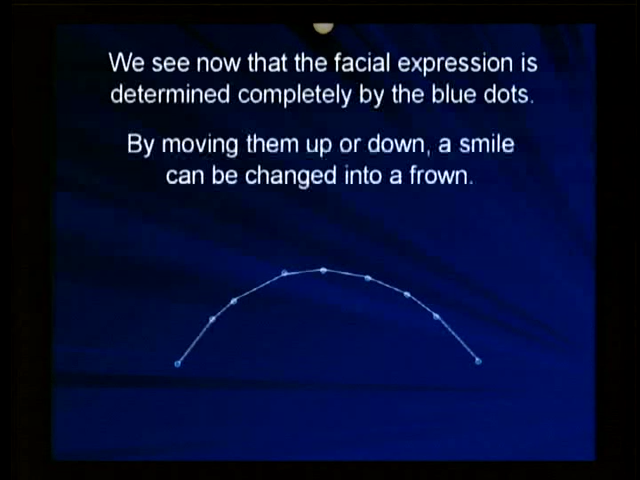 We see now that the facial expression is
determined completely by the blue dots.
By moving them up or down, a smile
can be changed into a frown.